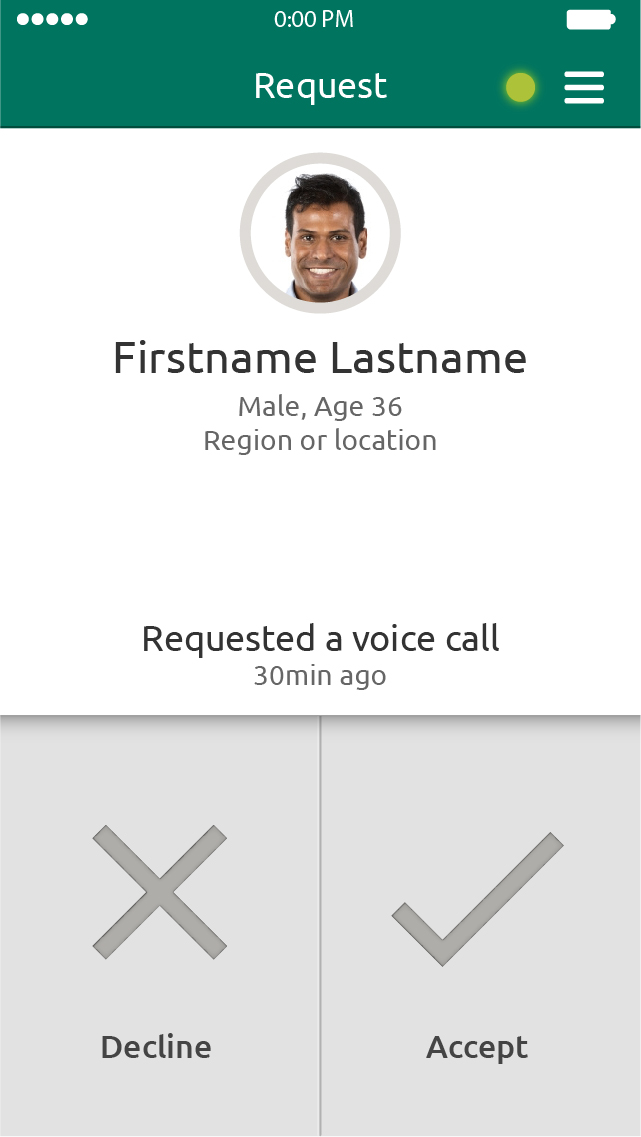 0:00 PM
Request
Firstname Lastname
Male, Age 36
Region or location
Requested a voice call
30min ago
Decline
Accept